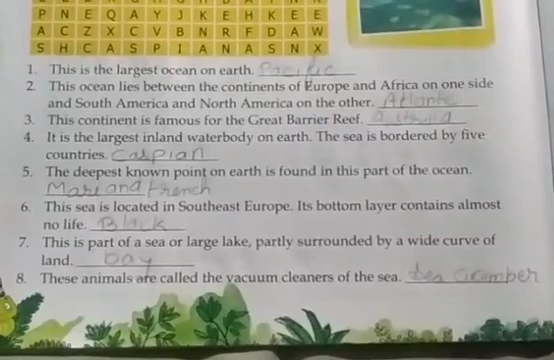 P N E Q A Y J K E H K E E
A C Z X C V B N R F D A W
S H C A S P I A N A S N X
1. This is the largest ocean on earth. Pacific
2. This ocean lies between the continents of Europe and Africa on one side
and South America and North America on the other. Atlante
3. This continent is famous for the Great Barrier Reef.
4. It is the largest inland waterbody on earth. The sea is bordered by five
countries. Caspian
5. The deepest known point on earth is found in this part of the ocean.
Mariand french
6. This sea is located in Southeast Europe. Its bottom layer contains almost
no life. Black
7. This is part of a sea or large lake, partly surrounded by a wide curve of
land. bay
8. These animals are called the vacuum cleaners of the sea. Sea Cucumber